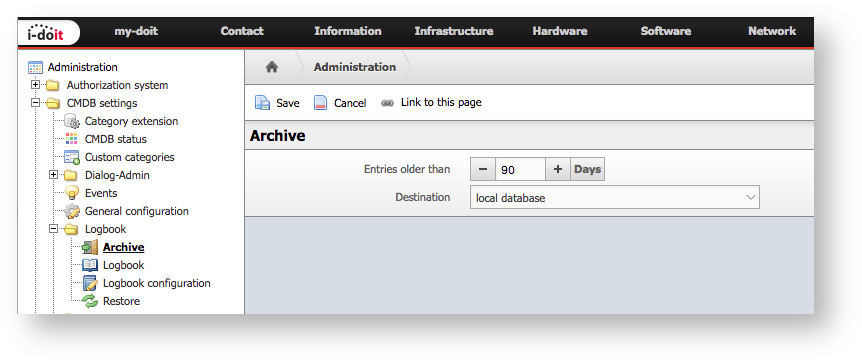 i-doit my-doit Contact Information Infrastructure Hardware Software Network
Administration
Authorization system
CMDB settings
Category extension
CMDB status
Custom categories
Dialog-Admin
Events
General configuration
Logbook
Archive
Logbook
Logbook configuration
Restore
Administration
Save Cancel Link to this page
Archive
Entries older than − 90 + Days
Destination local database